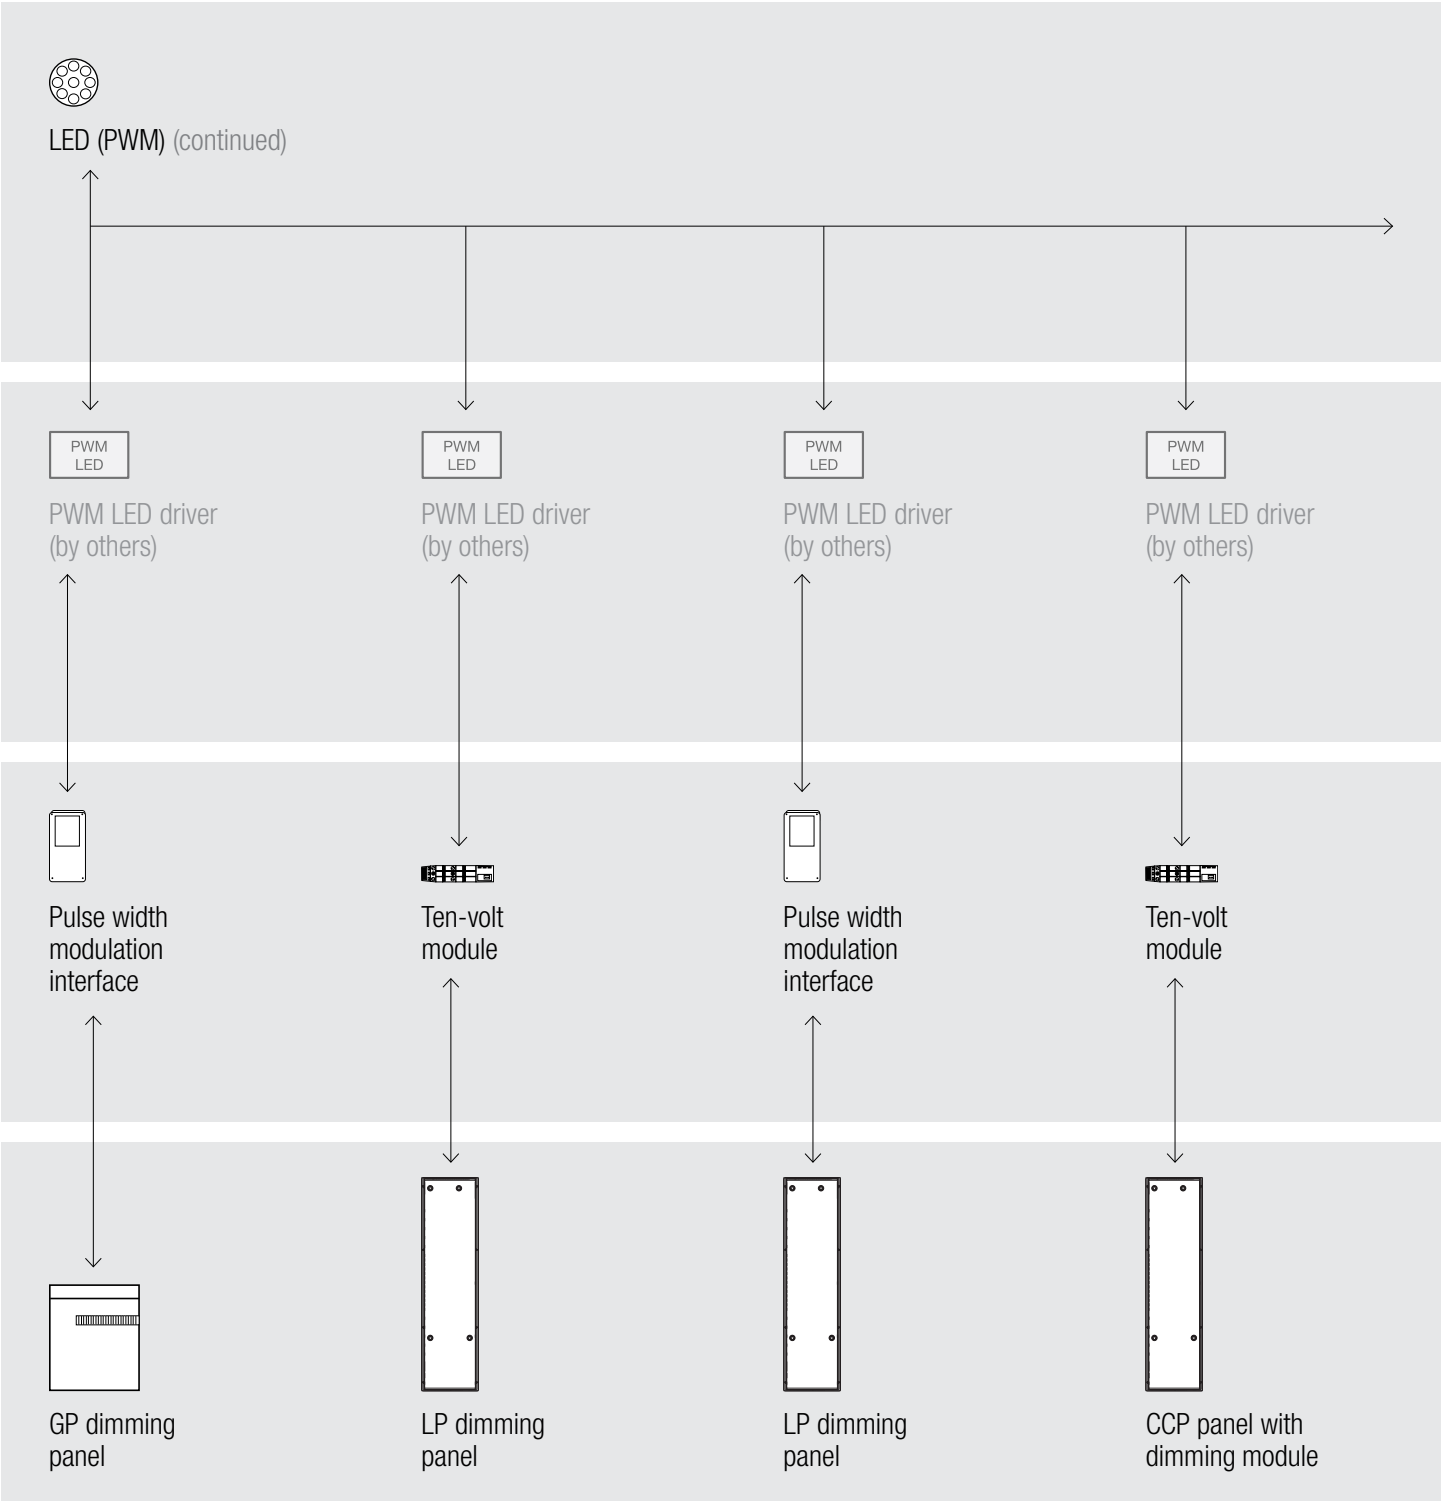 LED (PWM) (continued)
PWM
LED
PWM
LED
PWM
LED
PWM
LED
PWM LED driver
(by others)
PWM LED driver
(by others)
PWM LED driver
(by others)
PWM LED driver
(by others)
Pulse width
modulation
interface
Ten-volt
module
Pulse width
modulation
interface
Ten-volt
module
GP dimming
panel
LP dimming
panel
LP dimming
panel
CCP panel with
dimming module